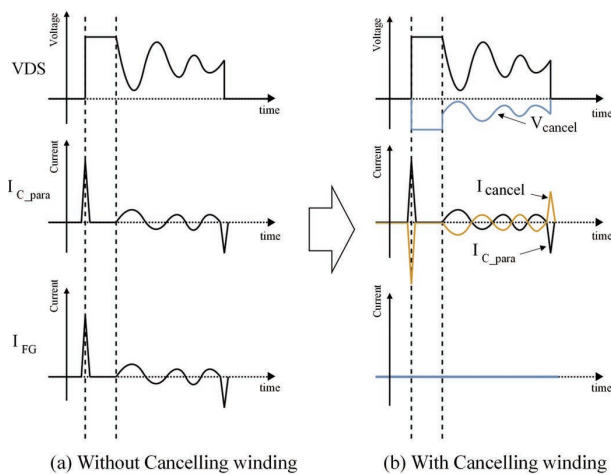 Voltage
VDS
time
Current
I C_para
time
Current
I FG
time
(a) Without Cancelling winding
Voltage
time
V cancel
Current
I cancel
time
I C_para
Current
time
(b) With Cancelling winding